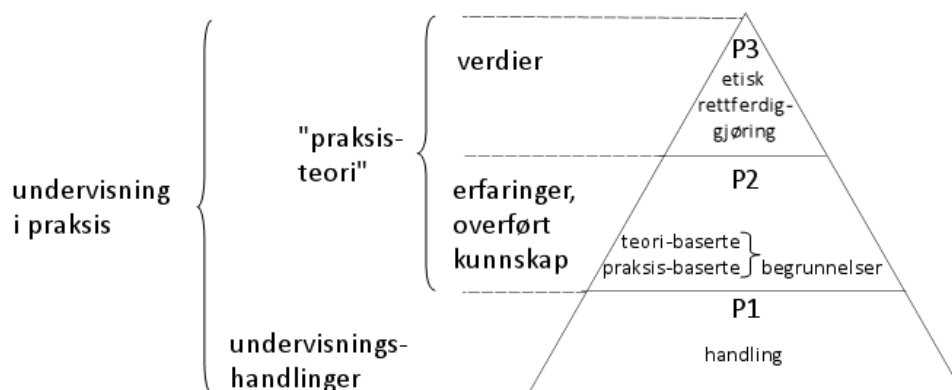 undervisning
i praksis
"praksis-
teori"
undervisnings-
handlinger
verdier
erfaringer,
overført
kunnskap
P3
etisk
rettferdig-
gjøring
P2
teori-baserte
praksis-baserte
begrunnelser
P1
handling